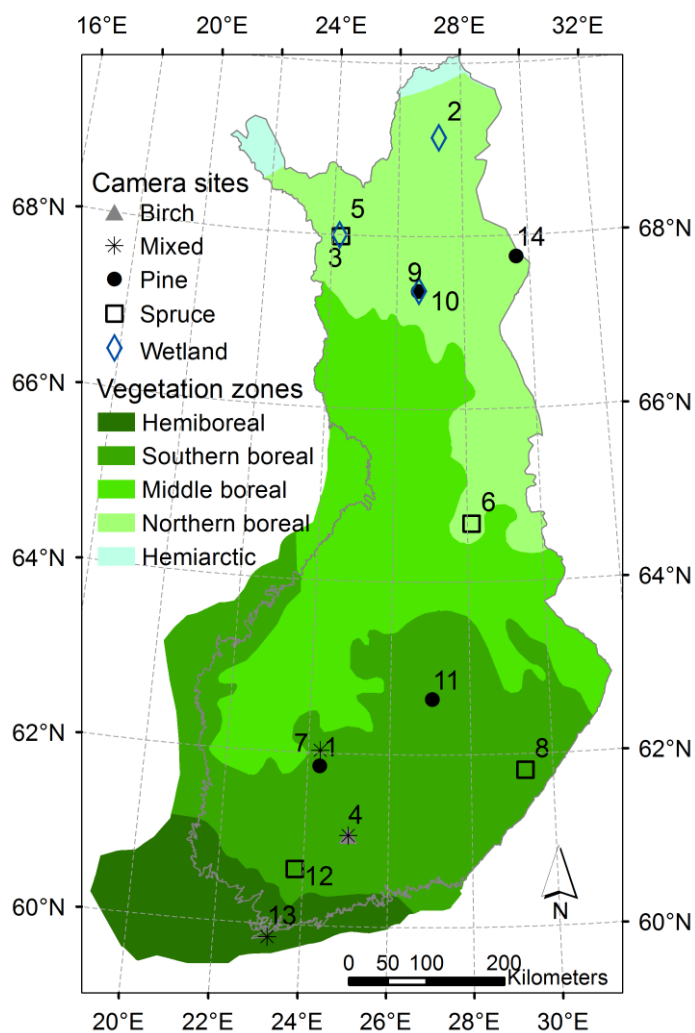 16°E 20°E 22°E 24°E 26°E 28°E 30°E 32°E
2
Camera sites
Birch
Mixed
Pine
Spruce
Wetland
68°N
5
3
14
68°N
9
10
66°N
66°N
Vegetation zones
Hemiboreal
Southern boreal
Middle boreal
Northern boreal
Hemiarctic
6
64°N
64°N
11
62°N
7 1
8
62°N
4
12
N
60°N
13
60°N
0 50 100 200
Kilometers
20°E 22°E 24°E 26°E 28°E 30°E